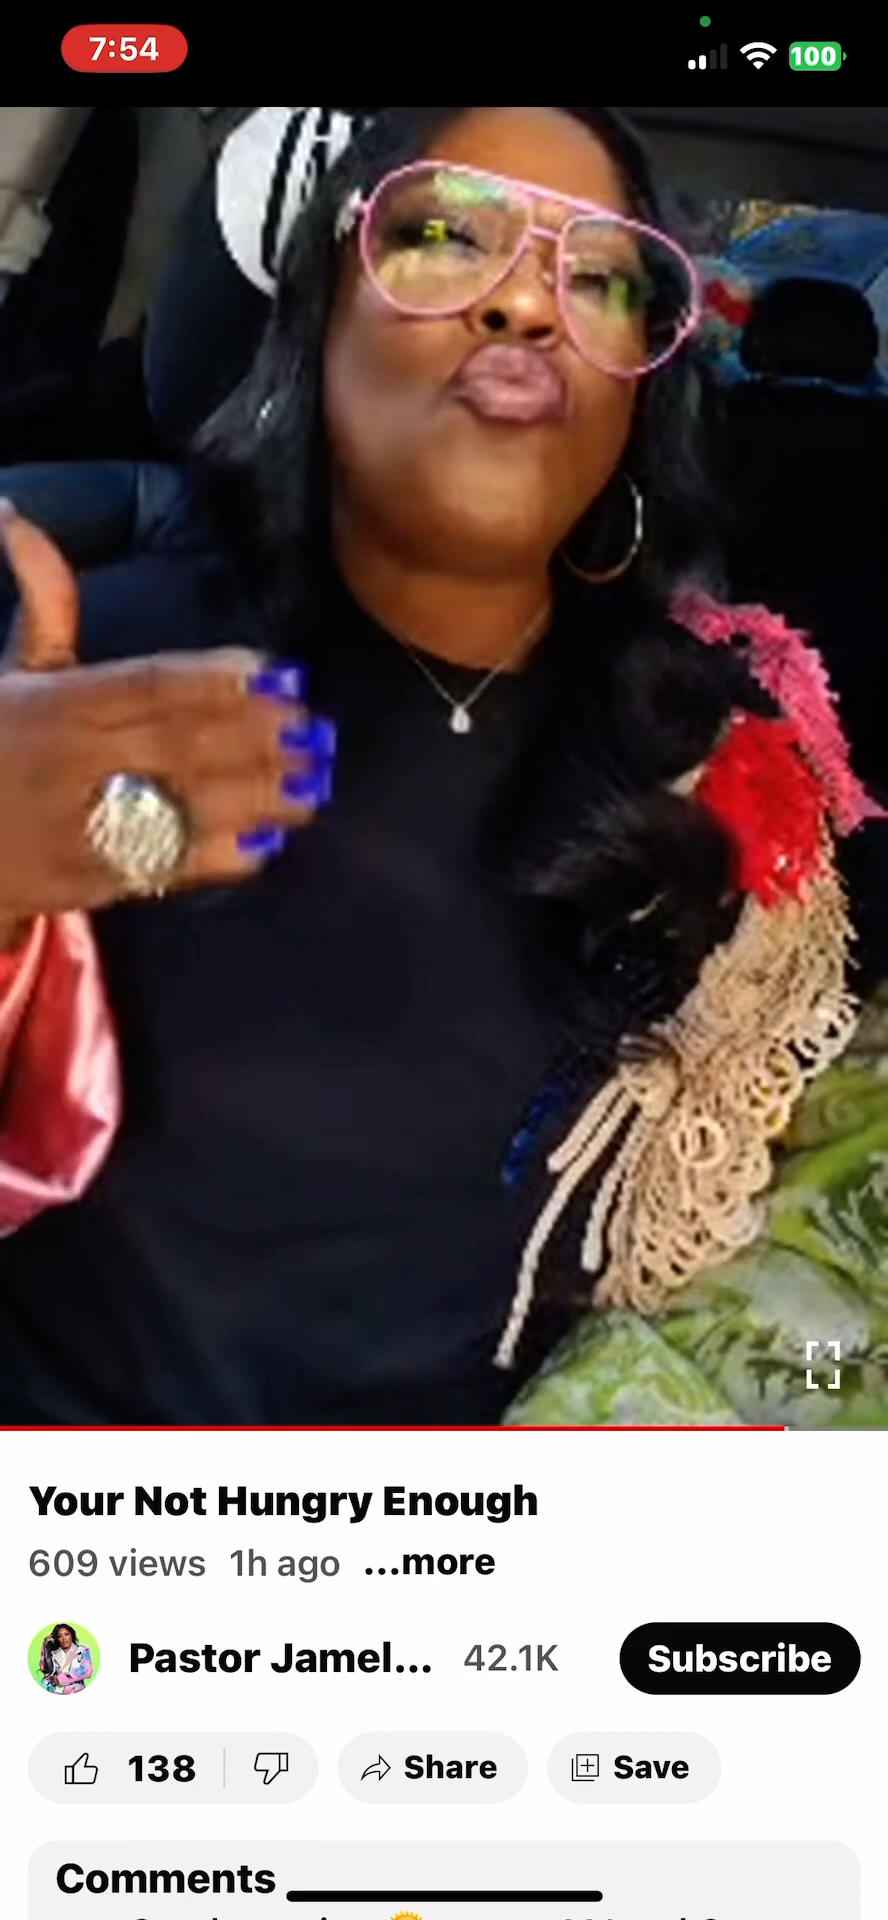 7:54
100
Your Not Hungry Enough
609 views 1h ago ...more
Pastor Jamel... 42.1K Subscribe
138 Share Save
Comments